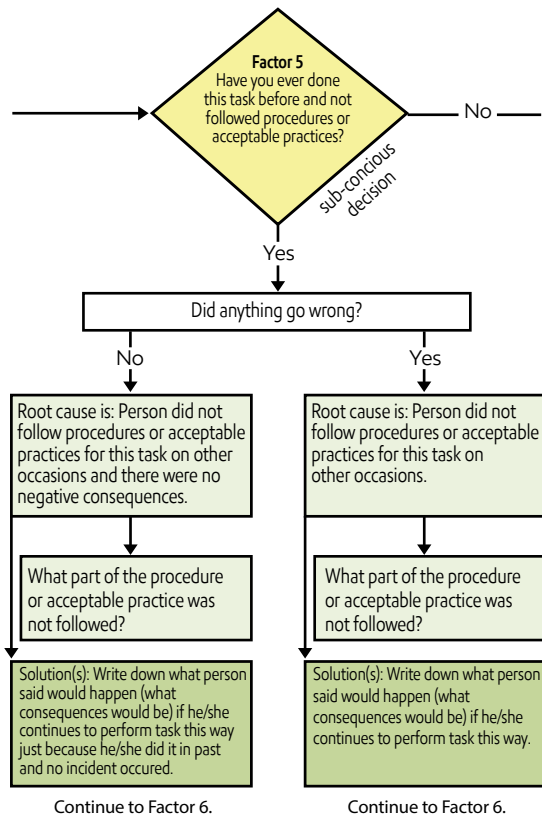 Factor 5
Have you ever done
this task before and not
followed procedures or
acceptable practices?
No
sub-concious
decision
Yes
Did anything go wrong?
No
Yes
Root cause is: Person did not
follow procedures or acceptable
practices for this task on other
occasions and there were no
negative consequences.
Root cause is: Person did not
follow procedures or acceptable
practices for this task on
other occasions.
What part of the procedure
or acceptable practice was
not followed?
What part of the procedure
or acceptable practice was
not followed?
Solution(s): Write down what person
said would happen (what
consequences would be) if he/she
continues to perform task this way
just because he/she did it in past
and no incident occured.
Solution(s): Write down what person
said would happen (what
consequences would be) if he/she
continues to perform task this way.
Continue to Factor 6.
Continue to Factor 6.